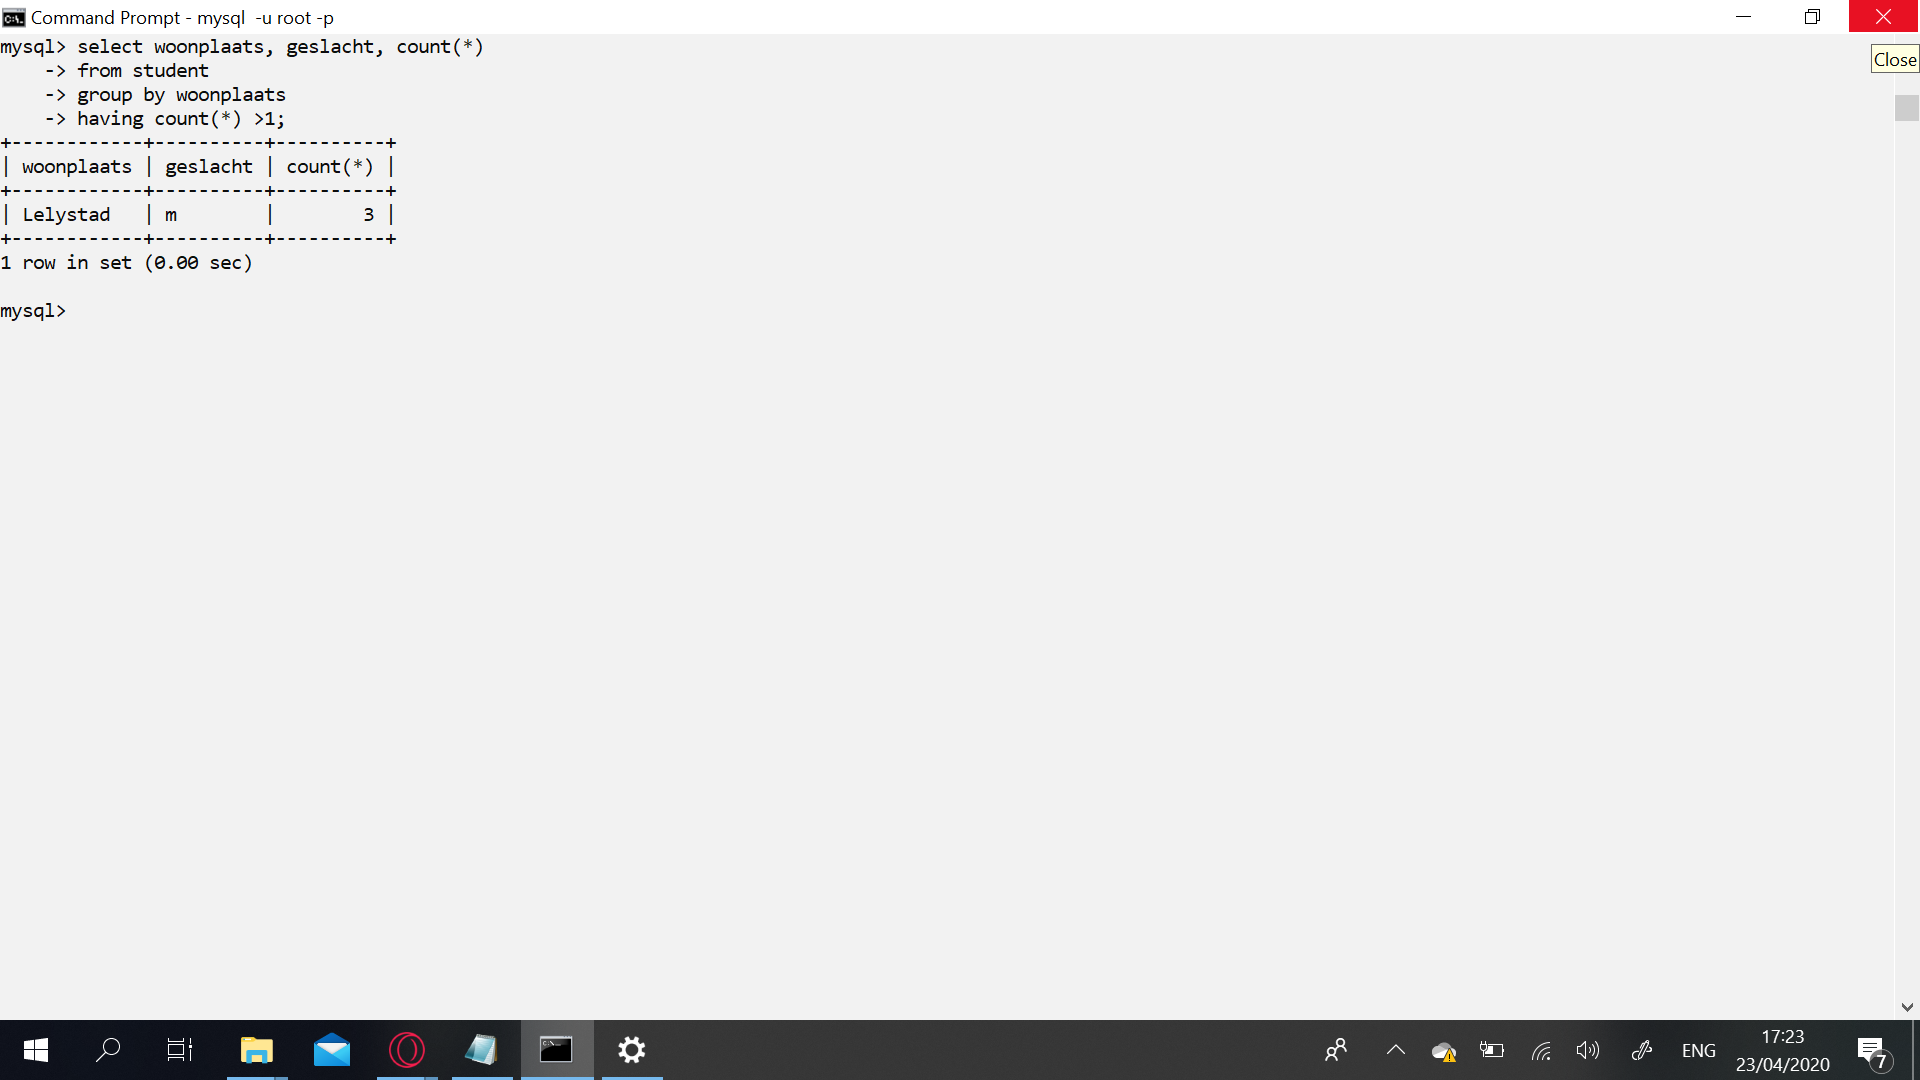 Command Prompt - mysql  -u root -p
Close
mysql> select woonplaats, geslacht, count(*)
    -> from student
    -> group by woonplaats
    -> having count(*) >1;
+------------+----------+----------+
| woonplaats | geslacht | count(*) |
+------------+----------+----------+
| Lelystad   | m        |        3 |
+------------+----------+----------+
1 row in set (0.00 sec)
mysql>
ENG
17:23
23/04/2020
7